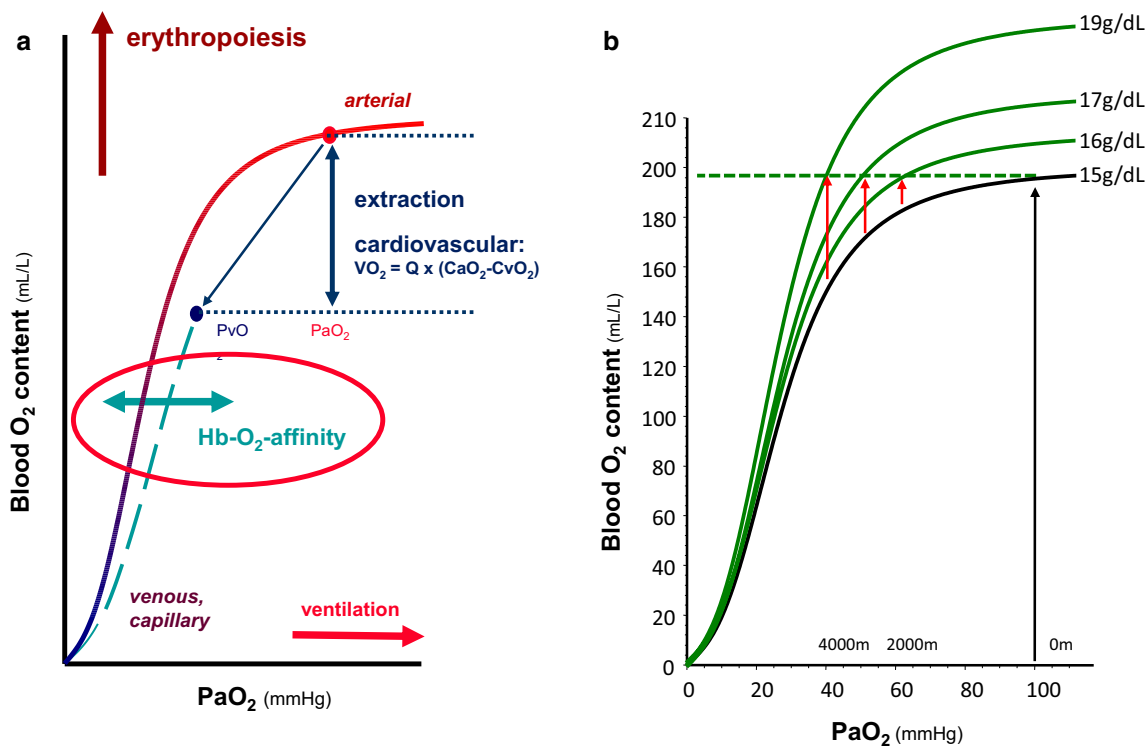 a
erythropoiesis
arterial
extraction
cardiovascular:
VO₂ = Q x (CaO₂-CvO₂)
PvO
2
PaO₂
Hb-O₂-affinity
venous,
capillary
ventilation
Blood O₂ content (mL/L)
PaO₂ (mmHg)
b
19g/dL
17g/dL
16g/dL
15g/dL
210
200
180
160
140
120
100
80
60
40
20
0
4000m
2000m
0m
0
20
40
60
80
100
Blood O₂ content (mL/L)
PaO₂ (mmHg)